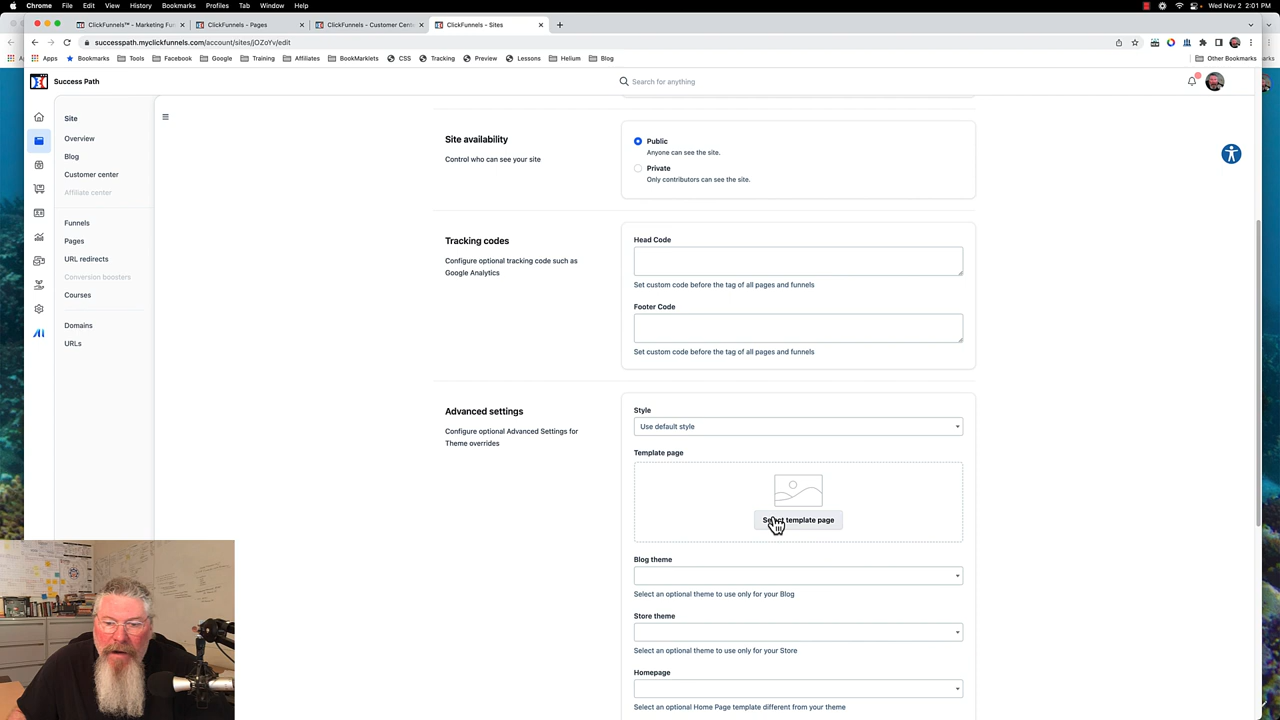 Chrome File Edit View History Bookmarks Profiles Tab Window Help
Wed Nov 2 2:01 PM
ClickFunnels™ - Marketing Fun
ClickFunnels - Pages
ClickFunnels - Customer Cente
ClickFunnels - Sites
successpath.myclickfunnels.com/account/sites/jOZoYv/edit
Apps Bookmarks Tools Facebook Google Training Affiliates BookMarklets CSS Tracking Preview Lessons Helium Blog Other Bookmarks
Success Path
Search for anything
Site
Overview
Blog
Customer center
Affiliate center
Funnels
Pages
URL redirects
Conversion boosters
Courses
Domains
URLs
Site availability
Control who can see your site
Public
Anyone can see the site.
Private
Only contributors can see the site.
Tracking codes
Configure optional tracking code such as
Google Analytics
Head Code
Set custom code before the tag of all pages and funnels
Footer Code
Set custom code before the tag of all pages and funnels
Advanced settings
Configure optional Advanced Settings for
Theme overrides
Style
Use default style
Template page
Select template page
Blog theme
Select an optional theme to use only for your Blog
Store theme
Select an optional theme to use only for your Store
Homepage
Select an optional Home Page template different from your theme